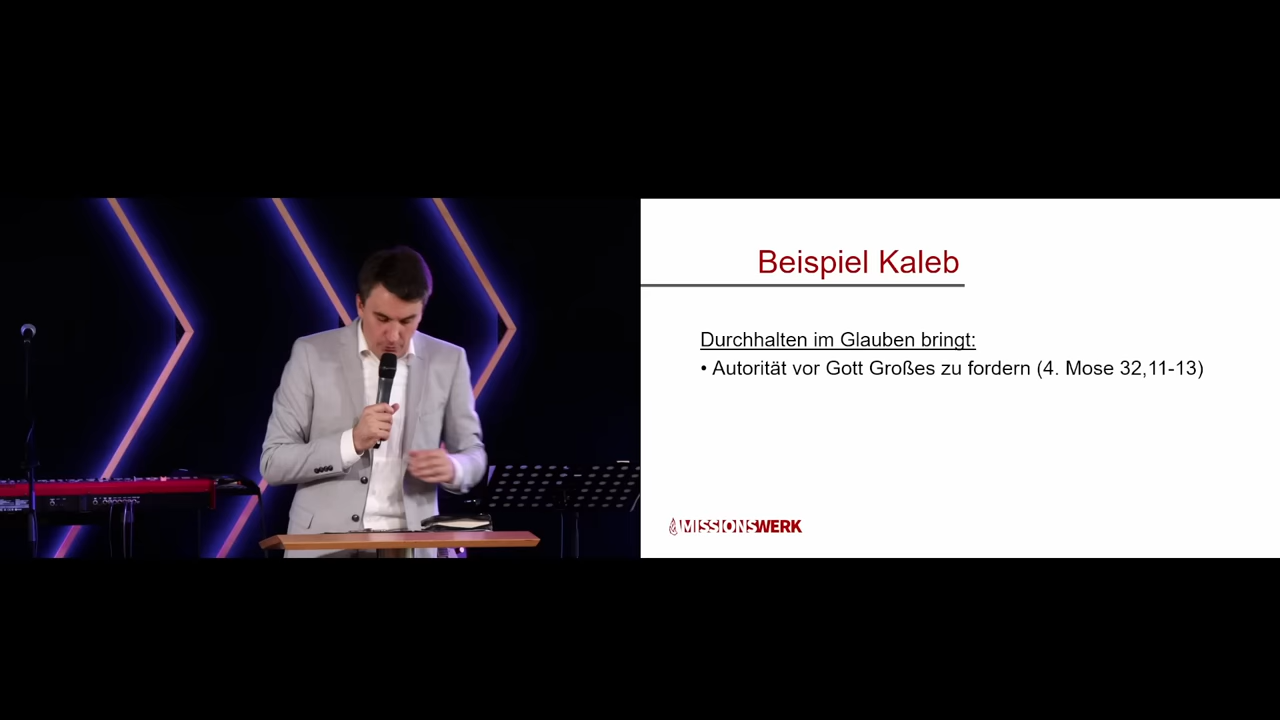 Beispiel Kaleb
Durchhalten im Glauben bringt:
• Autorität vor Gott Großes zu fordern (4. Mose 32,11-13)
MISSIONSWERK